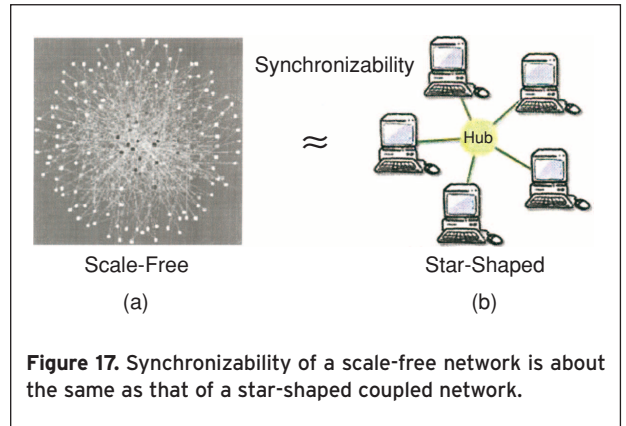 Synchronizability
≈
Hub
Scale-Free
Star-Shaped
(a)
(b)
Figure 17. Synchronizability of a scale-free network is about
the same as that of a star-shaped coupled network.